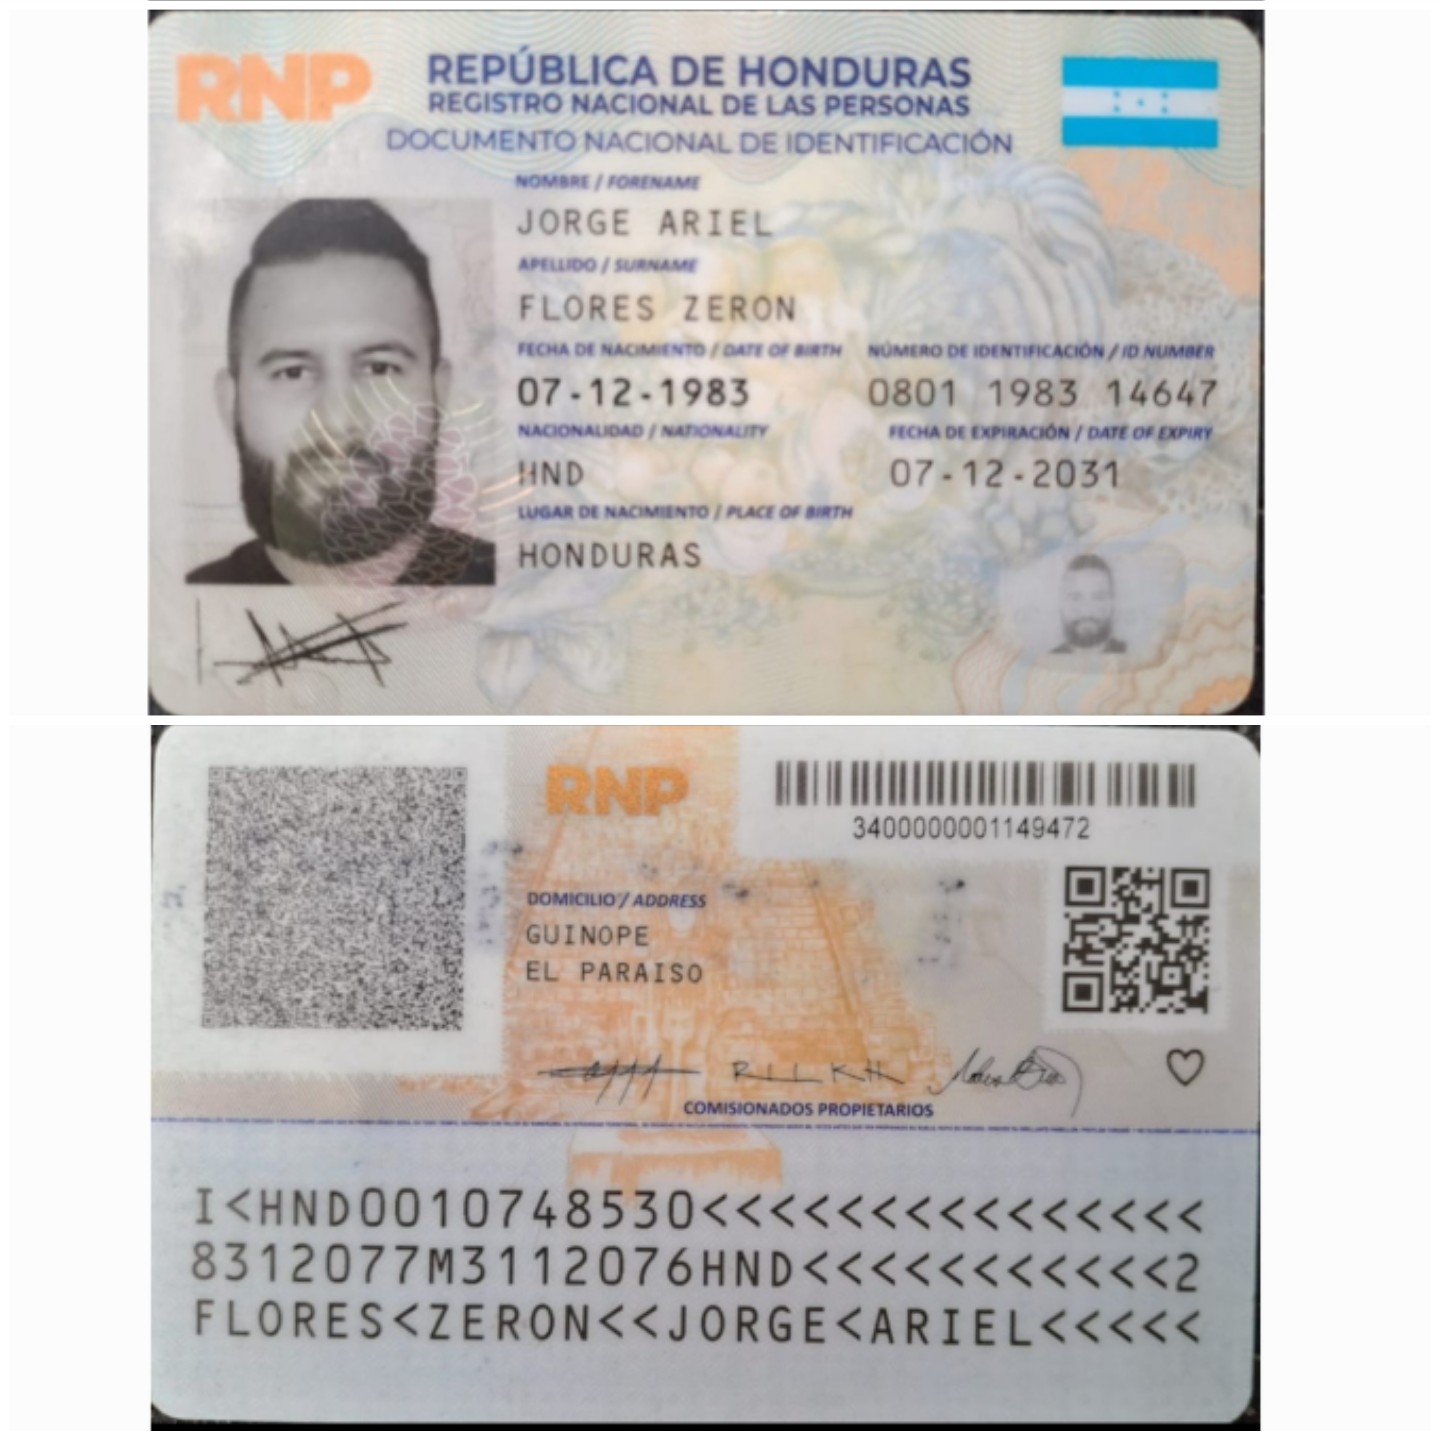 RNP
REPÚBLICA DE HONDURAS
REGISTRO NACIONAL DE LAS PERSONAS
DOCUMENTO NACIONAL DE IDENTIFICACIÓN
NOMBRE / FORENAME
JORGE ARIEL
APELLIDO / SURNAME
FLORES ZERON
FECHA DE NACIMIENTO / DATE OF BIRTH NÚMERO DE IDENTIFICACIÓN / ID NUMBER
07-12-1983 0801 1983 14647
NACIONALIDAD / NATIONALITY FECHA DE EXPIRACIÓN / DATE OF EXPIRY
HND 07-12-2031
LUGAR DE NACIMIENTO / PLACE OF BIRTH
HONDURAS
RNP
3400000001149472
DOMICILIO / ADDRESS
GUINOPE
EL PARAISO
COMISIONADOS PROPIETARIOS
I<HND0010748530<<<<<<<<<<<<<<<
8312077M3112076HND<<<<<<<<<<<2
FLORES<ZERON<<JORGE<ARIEL<<<<<